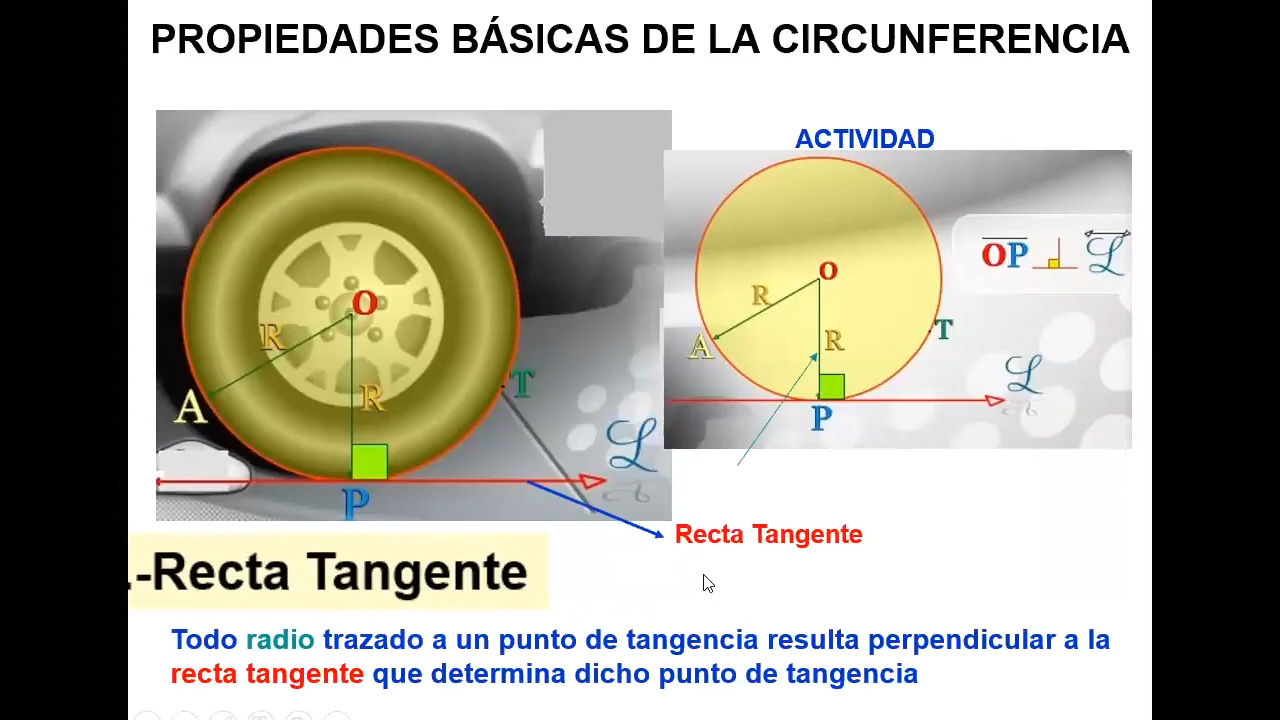 PROPIEDADES BÁSICAS DE LA CIRCUNFERENCIA
ACTIVIDAD
O
R
R
A
T
P
ℒ
O
R
R
A
T
P
ℒ
OP ⊥ ℒ
Recta Tangente
.-Recta Tangente
Todo radio trazado a un punto de tangencia resulta perpendicular a la
recta tangente que determina dicho punto de tangencia